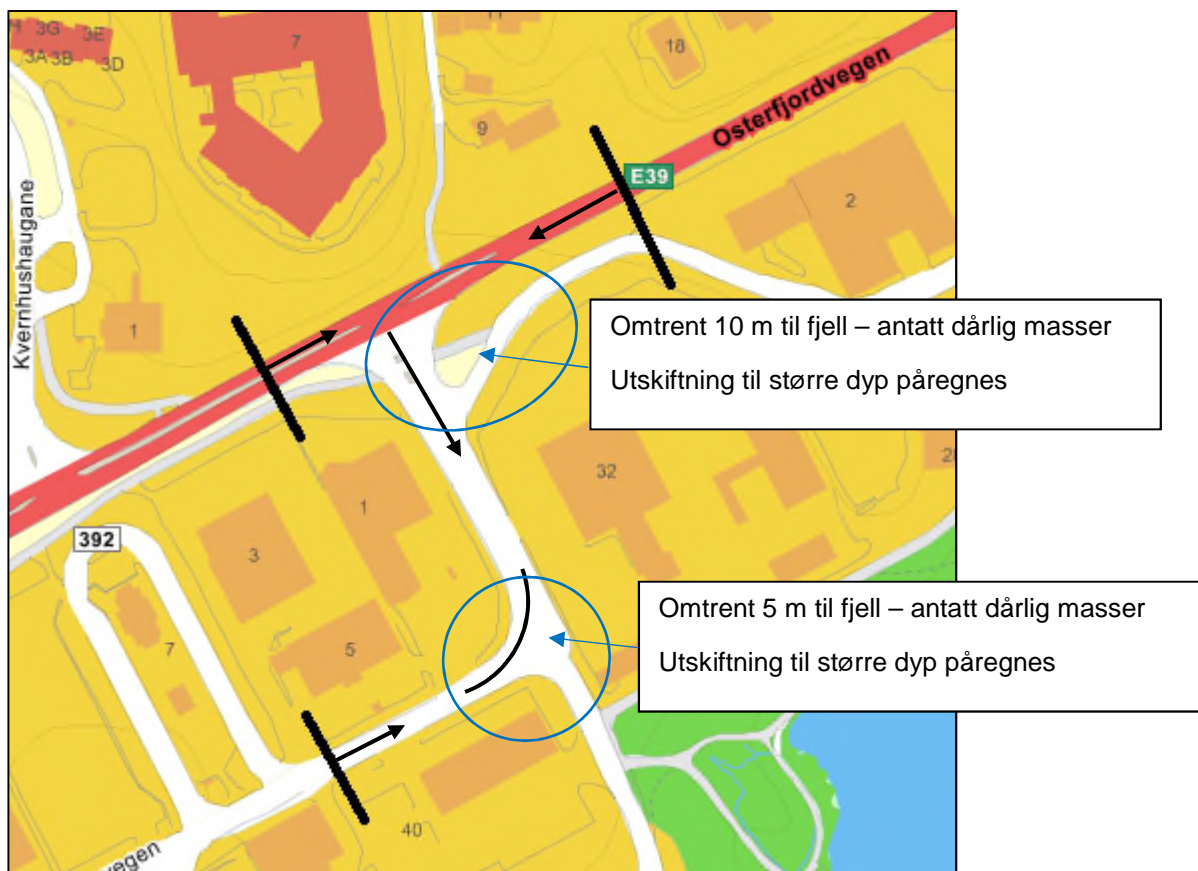 3G
3E
3A
3B
3D
7
11
18
Osterfjordvegen
9
E39
2
Kvernhushaugane
1
Omtrent 10 m til fjell – antatt dårlig masser
Utskiftning til større dyp påregnes
32
1
392
3
Omtrent 5 m til fjell – antatt dårlig masser
Utskiftning til større dyp påregnes
7
5
40
vegen